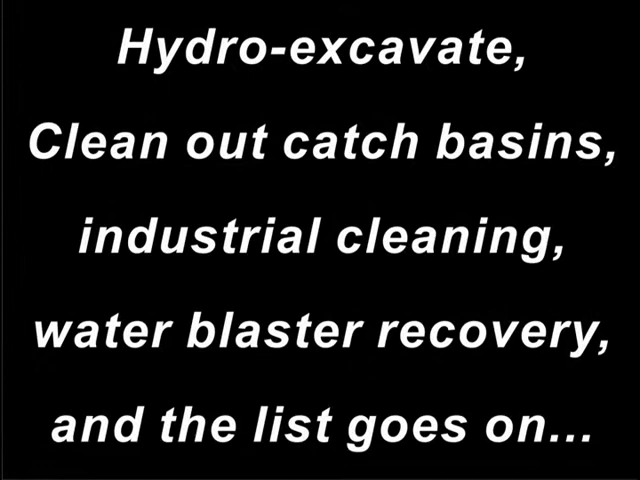 Hydro-excavate,
Clean out catch basins,
industrial cleaning,
water blaster recovery,
and the list goes on...